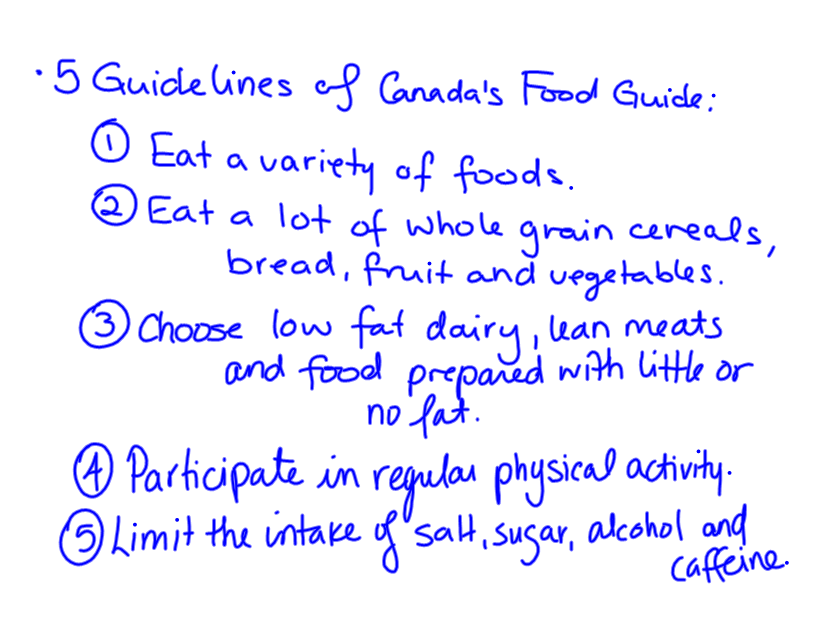 • 5 Guidelines of Canada's Food Guide:
① Eat a variety of foods.
② Eat a lot of whole grain cereals,
bread, fruit and vegetables.
③ Choose low fat dairy, lean meats
and food prepared with little or
no fat.
④ Participate in regular physical activity.
⑤ Limit the intake of salt, sugar, alcohol and
caffeine.